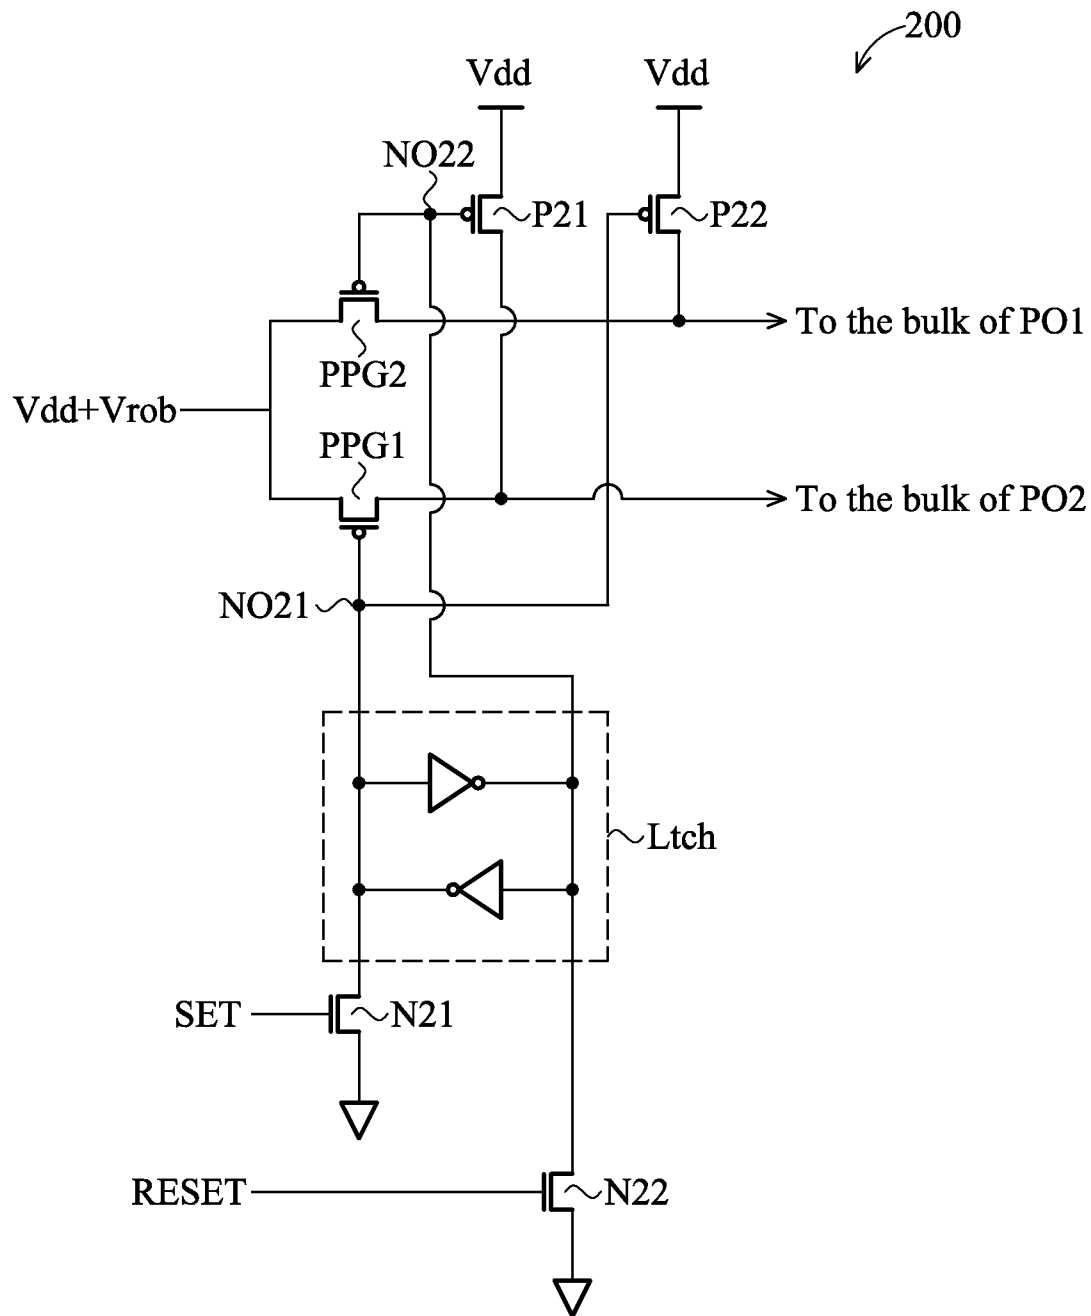 200
Vdd
Vdd
NO22
P21
P22
To the bulk of PO1
PPG2
Vdd+Vrob
PPG1
To the bulk of PO2
NO21
Ltch
SET
N21
RESET
N22